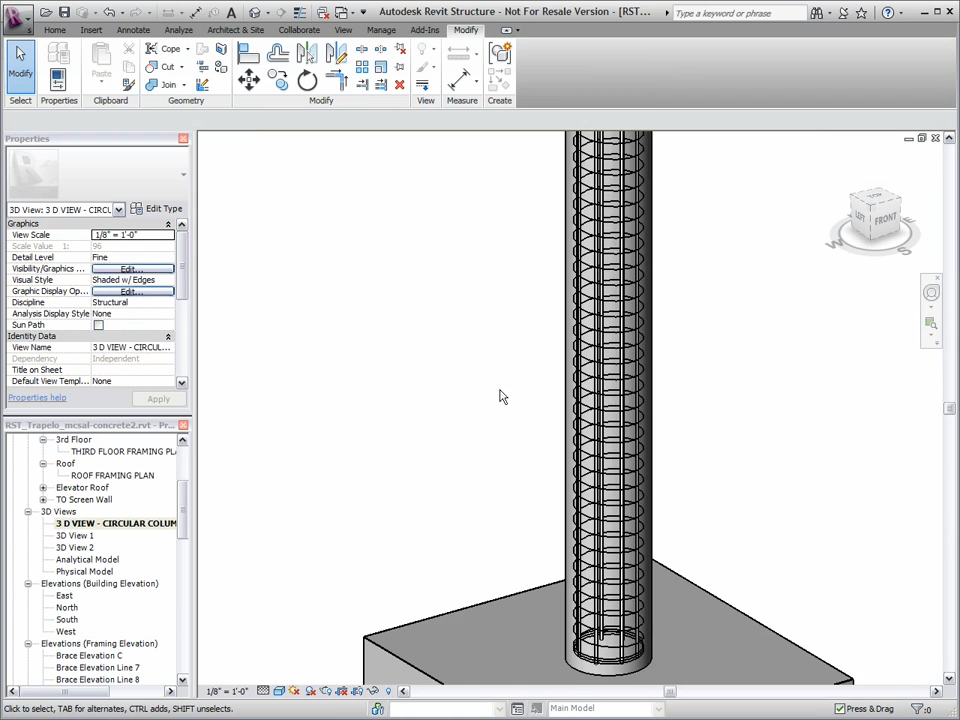 Autodesk Revit Structure - Not For Resale Version - [RST_...
Type a keyword or phrase
Home Insert Annotate Analyze Architect & Site Collaborate View Manage Add-Ins Modify
Modify Paste Cope Cut Join
Select Properties Clipboard Geometry Modify View Measure Create
Properties
3D View: 3 D VIEW - CIRCL Edit Type
Graphics
View Scale 1/8" = 1'-0"
Scale Value 1: 96
Detail Level Fine
Visibility/Graphics ... Edit...
Visual Style Shaded w/ Edges
Graphic Display Op... Edit...
Discipline Structural
Analysis Display Style None
Sun Path
Identity Data
View Name 3 D VIEW - CIRCUL...
Dependency Independent
Title on Sheet
Default View Templ... None
Properties help Apply
RST_Trapelo_mcsal-concrete2.rvt - Pr...
3rd Floor
THIRD FLOOR FRAMING PLA
Roof
ROOF FRAMING PLAN
Elevator Roof
TO Screen Wall
3D Views
3 D VIEW - CIRCULAR COLUM
3D View 1
3D View 2
Analytical Model
Physical Model
Elevations (Building Elevation)
East
North
South
West
Elevations (Framing Elevation)
Brace Elevation C
Brace Elevation Line 7
Brace Elevation Line 8
LEFT FRONT
W S E
1/8" = 1'-0"
Click to select, TAB for alternates, CTRL adds, SHIFT unselects. Main Model Press & Drag :0